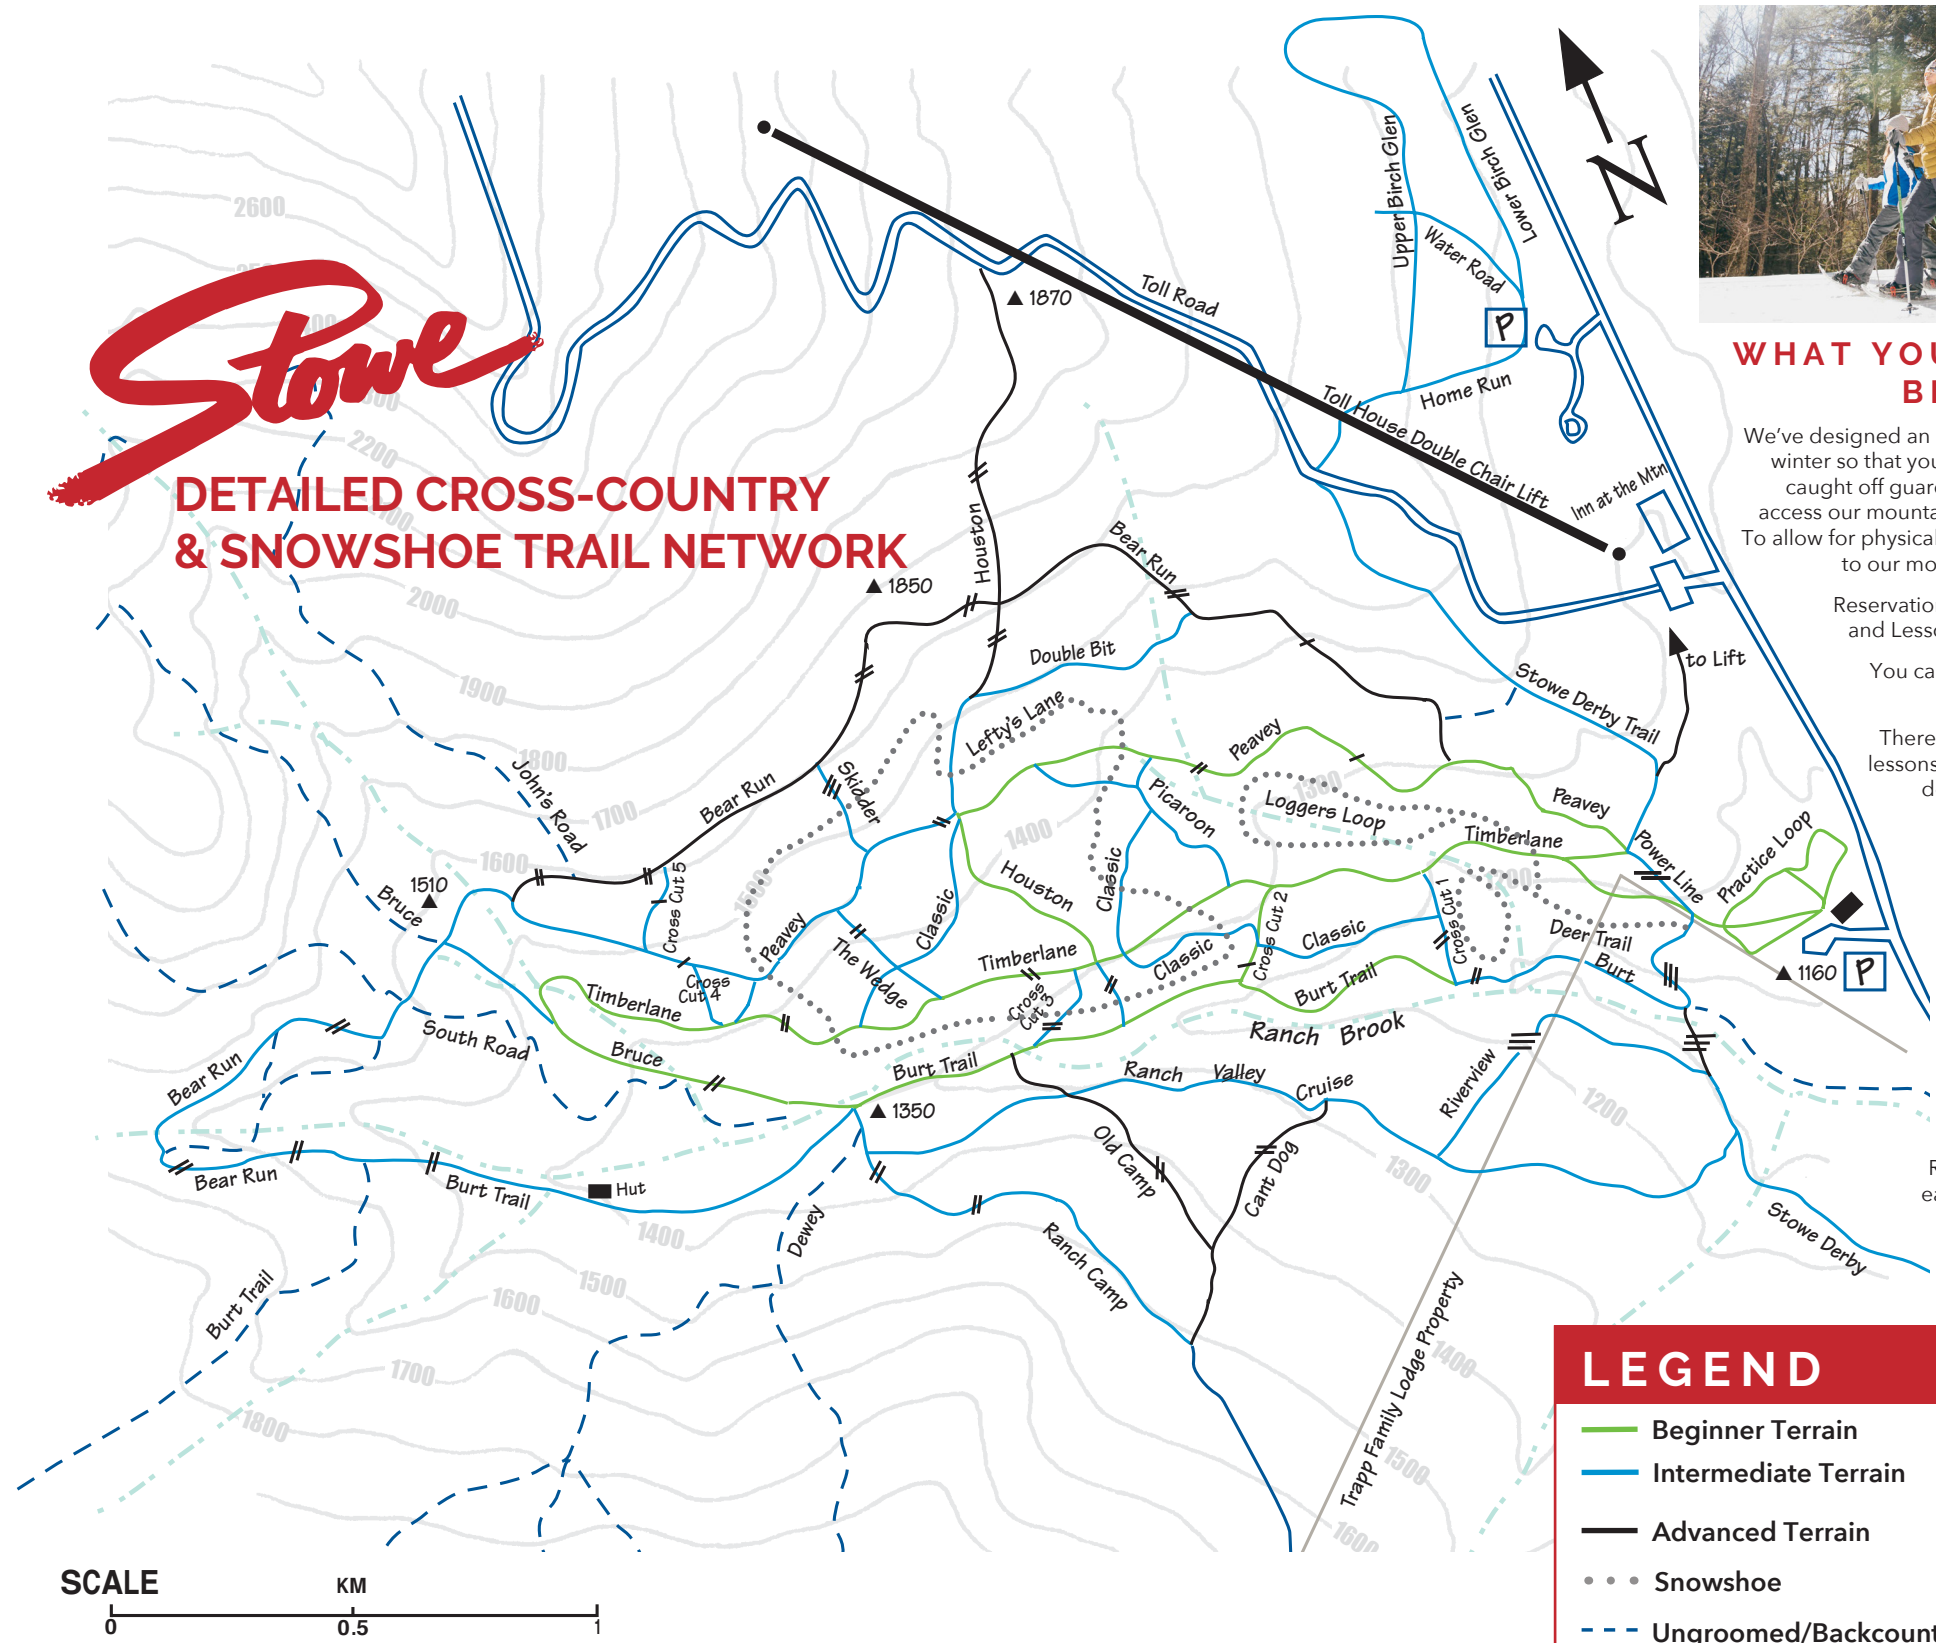 Stowe
DETAILED CROSS-COUNTRY
& SNOWSHOE TRAIL NETWORK
2600
2200
2000
1900
1800
1700
1600
1510
1850
1870
Toll Road
Upper Birch Glen
Lower Birch Glen
Water Road
P
Home Run
Toll House Double Chair Lift
Inn at the Mtn
N
to Lift
Stowe Derby Trail
WHAT YOU
BE
We've designed an
winter so that you
caught off guar
access our mounta
To allow for physical
to our mo
Reservatio
and Lesso
You ca
There
lessons
d
R
ea
Houston
Bear Run
Double Bit
Lefty's Lane
Skidder
Bear Run
John's Road
Bruce
Peavey
Peavey
Picaroon
Loggers Loop
1300
1400
Timberlane
Power Line
Practice Loop
Houston
Classic
Classic
Cross Cut 5
Peavey
The Wedge
Cross
Cut 4
Timberlane
Cross
Cut 3
Classic
Cross Cut 2
Classic
Cross Cut 1
Deer Trail
Burt
1160
P
Timberlane
Bruce
South Road
Bear Run
Bear Run
Burt Trail
Hut
Burt Trail
Burt Trail
1350
Burt Trail
Ranch Brook
Ranch Valley Cruise
Riverview
1200
1300
Old Camp
Cant Dog
Dewey
Ranch Camp
Stowe Derby
Trapp Family Lodge Property
1400
1500
1600
1700
1800
1400
1500
1600
SCALE
KM
0
0.5
1
LEGEND
Beginner Terrain
Intermediate Terrain
Advanced Terrain
Snowshoe
Ungroomed/Backcount